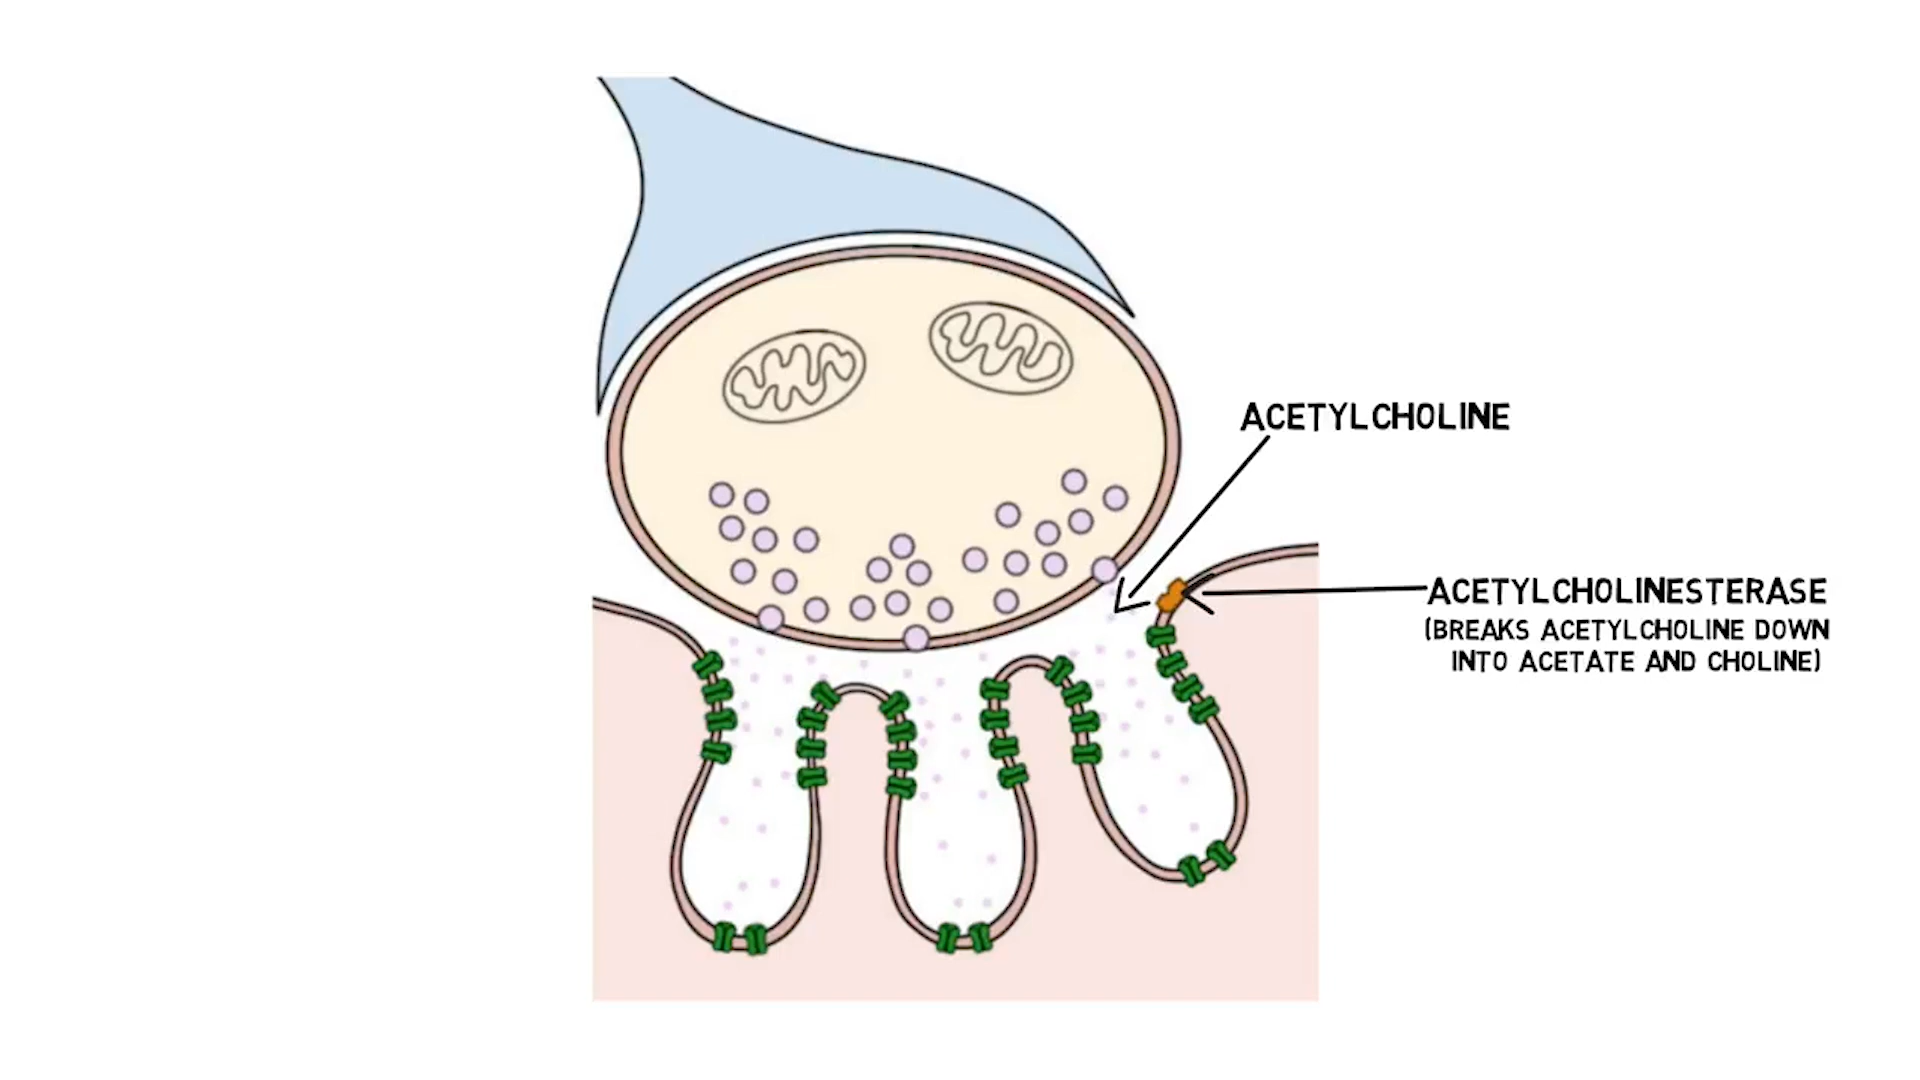 ACETYLCHOLINE
ACETYLCHOLINESTERASE
(BREAKS ACETYLCHOLINE DOWN
INTO ACETATE AND CHOLINE)